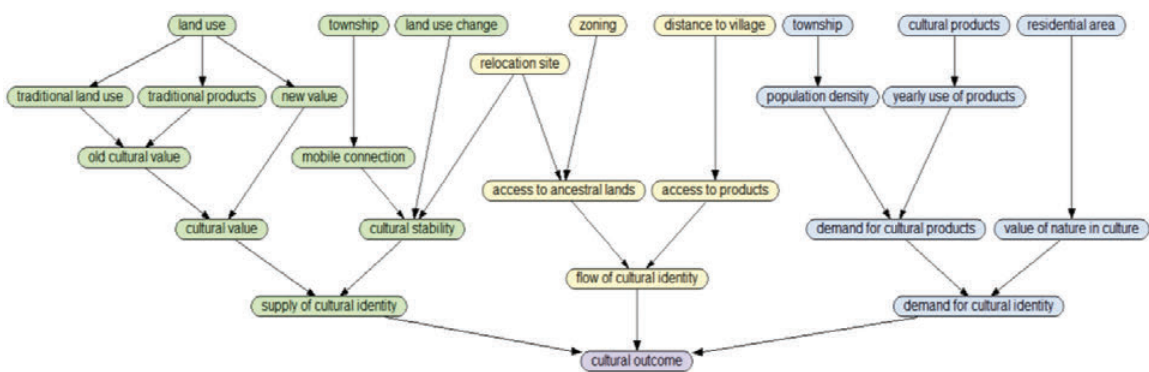 land use
township
land use change
zoning
distance to village
township
cultural products
residential area
relocation site
traditional land use
traditional products
new value
population density
yearly use of products
old cultural value
mobile connection
access to ancestral lands
access to products
cultural value
cultural stability
demand for cultural products
value of nature in culture
flow of cultural identity
supply of cultural identity
demand for cultural identity
cultural outcome